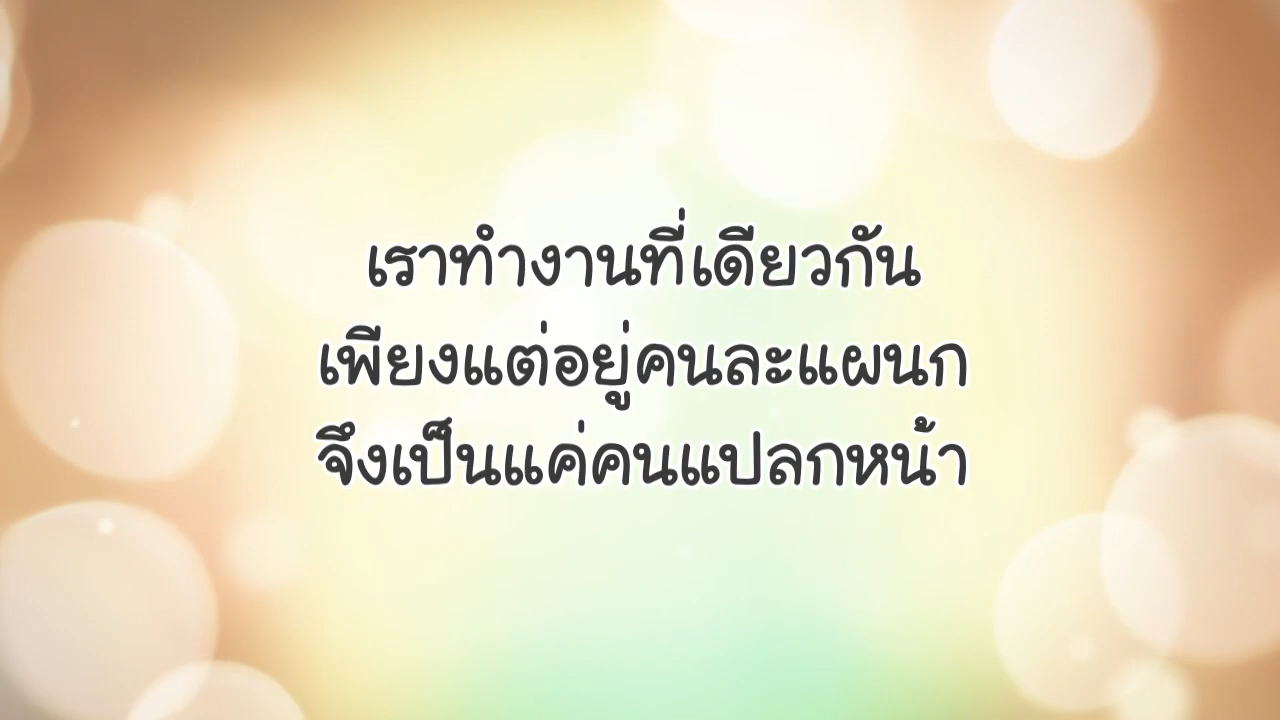 เราทำงานที่เดียวกัน
เพียงแต่อยู่คนละแผนก
จึงเป็นแค่คนแปลกหน้า